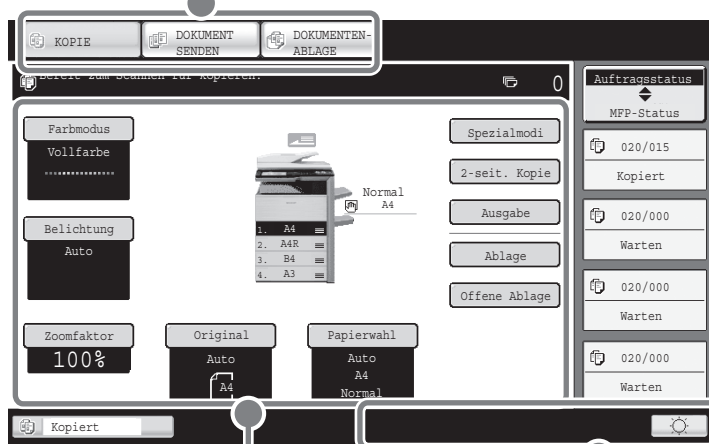 KOPIE
DOKUMENT
SENDEN
DOKUMENTEN-
ABLAGE
Bereit zum Scannen für Kopieren.
0
Auftragsstatus
MFP-Status
Farbmodus
Vollfarbe
Belichtung
Auto
Zoomfaktor
100%
Original
Auto
A4
Papierwahl
Auto
A4
Normal
Normal
A4
1. A4
2. A4R
3. B4
4. A3
Spezialmodi
2-seit. Kopie
Ausgabe
Ablage
Offene Ablage
020/015
Kopiert
020/000
Warten
020/000
Warten
020/000
Warten
Kopiert